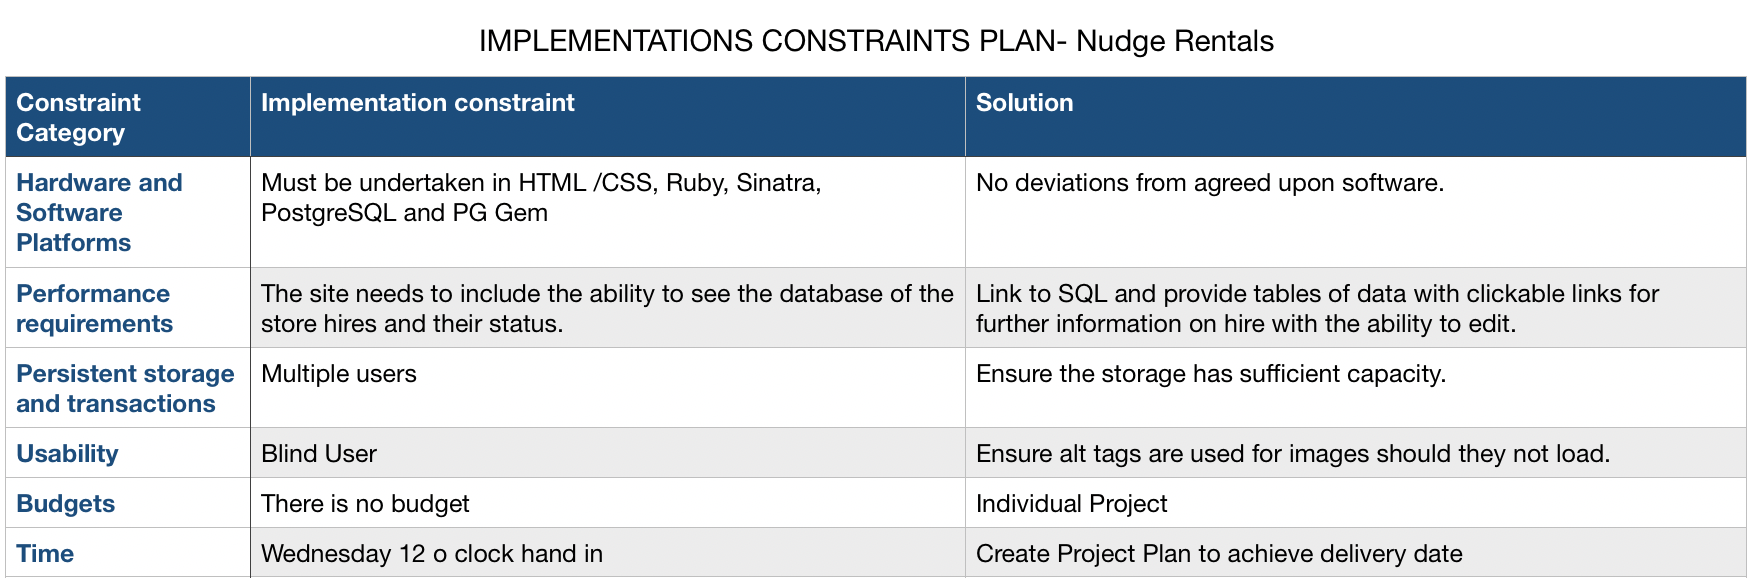 IMPLEMENTATIONS CONSTRAINTS PLAN- Nudge Rentals
Constraint
Category
Implementation constraint
Solution
Hardware and
Software
Platforms
Must be undertaken in HTML /CSS, Ruby, Sinatra,
PostgreSQL and PG Gem
No deviations from agreed upon software.
Performance
requirements
The site needs to include the ability to see the database of the
store hires and their status.
Link to SQL and provide tables of data with clickable links for
further information on hire with the ability to edit.
Persistent storage
and transactions
Multiple users
Ensure the storage has sufficient capacity.
Usability
Blind User
Ensure alt tags are used for images should they not load.
Budgets
There is no budget
Individual Project
Time
Wednesday 12 o clock hand in
Create Project Plan to achieve delivery date